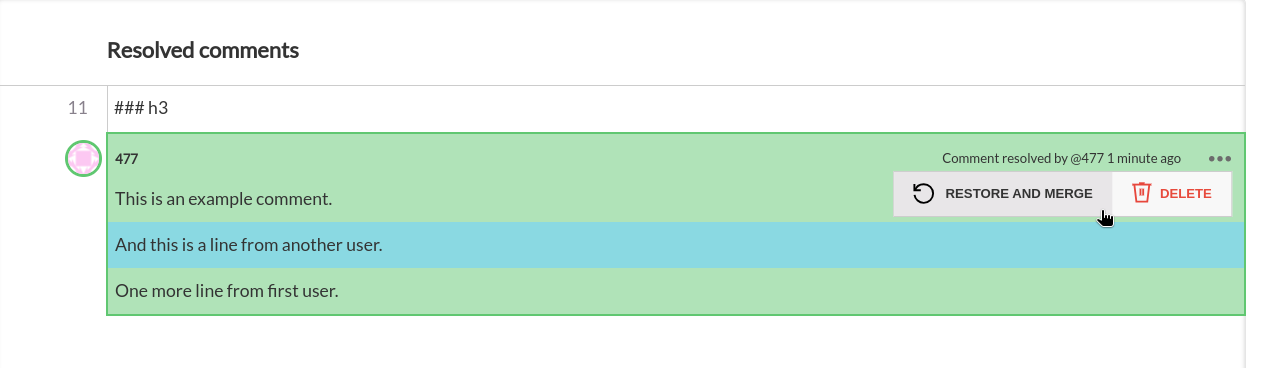 Resolved comments
11 ### h3
477 Comment resolved by @477 1 minute ago
RESTORE AND MERGE DELETE
This is an example comment.
And this is a line from another user.
One more line from first user.